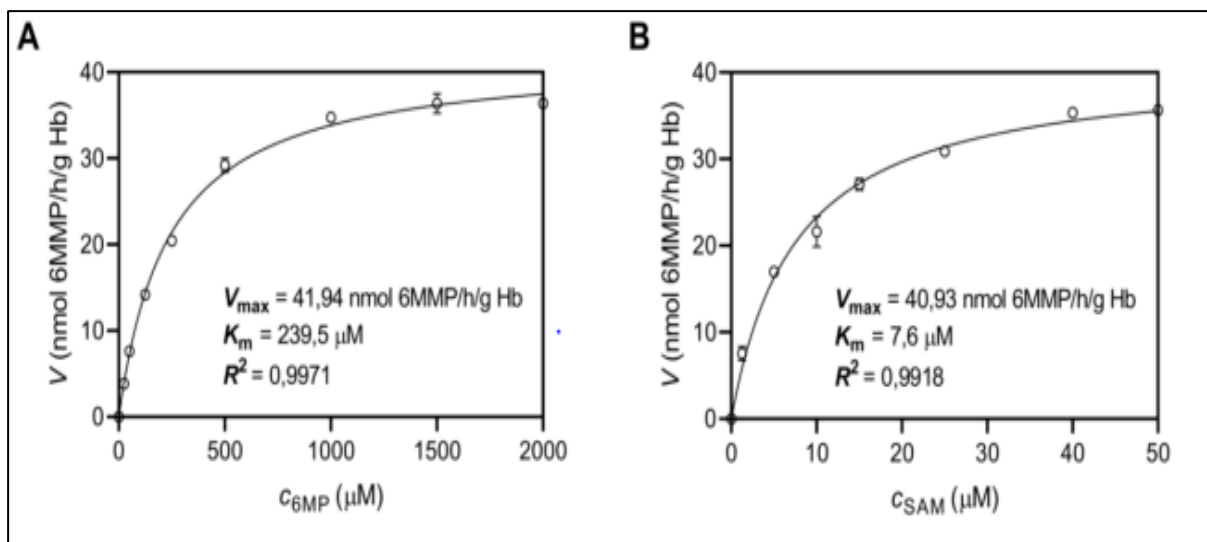 A
V (nmol 6MMP/h/g Hb)
40
30
20
10
0
Vmax = 41,94 nmol 6MMP/h/g Hb
Km = 239,5 μM
R² = 0,9971
0 500 1000 1500 2000
c6MP (μM)
B
V (nmol 6MMP/h/g Hb)
40
30
20
10
0
Vmax = 40,93 nmol 6MMP/h/g Hb
Km = 7,6 μM
R² = 0,9918
0 10 20 30 40 50
cSAM (μM)